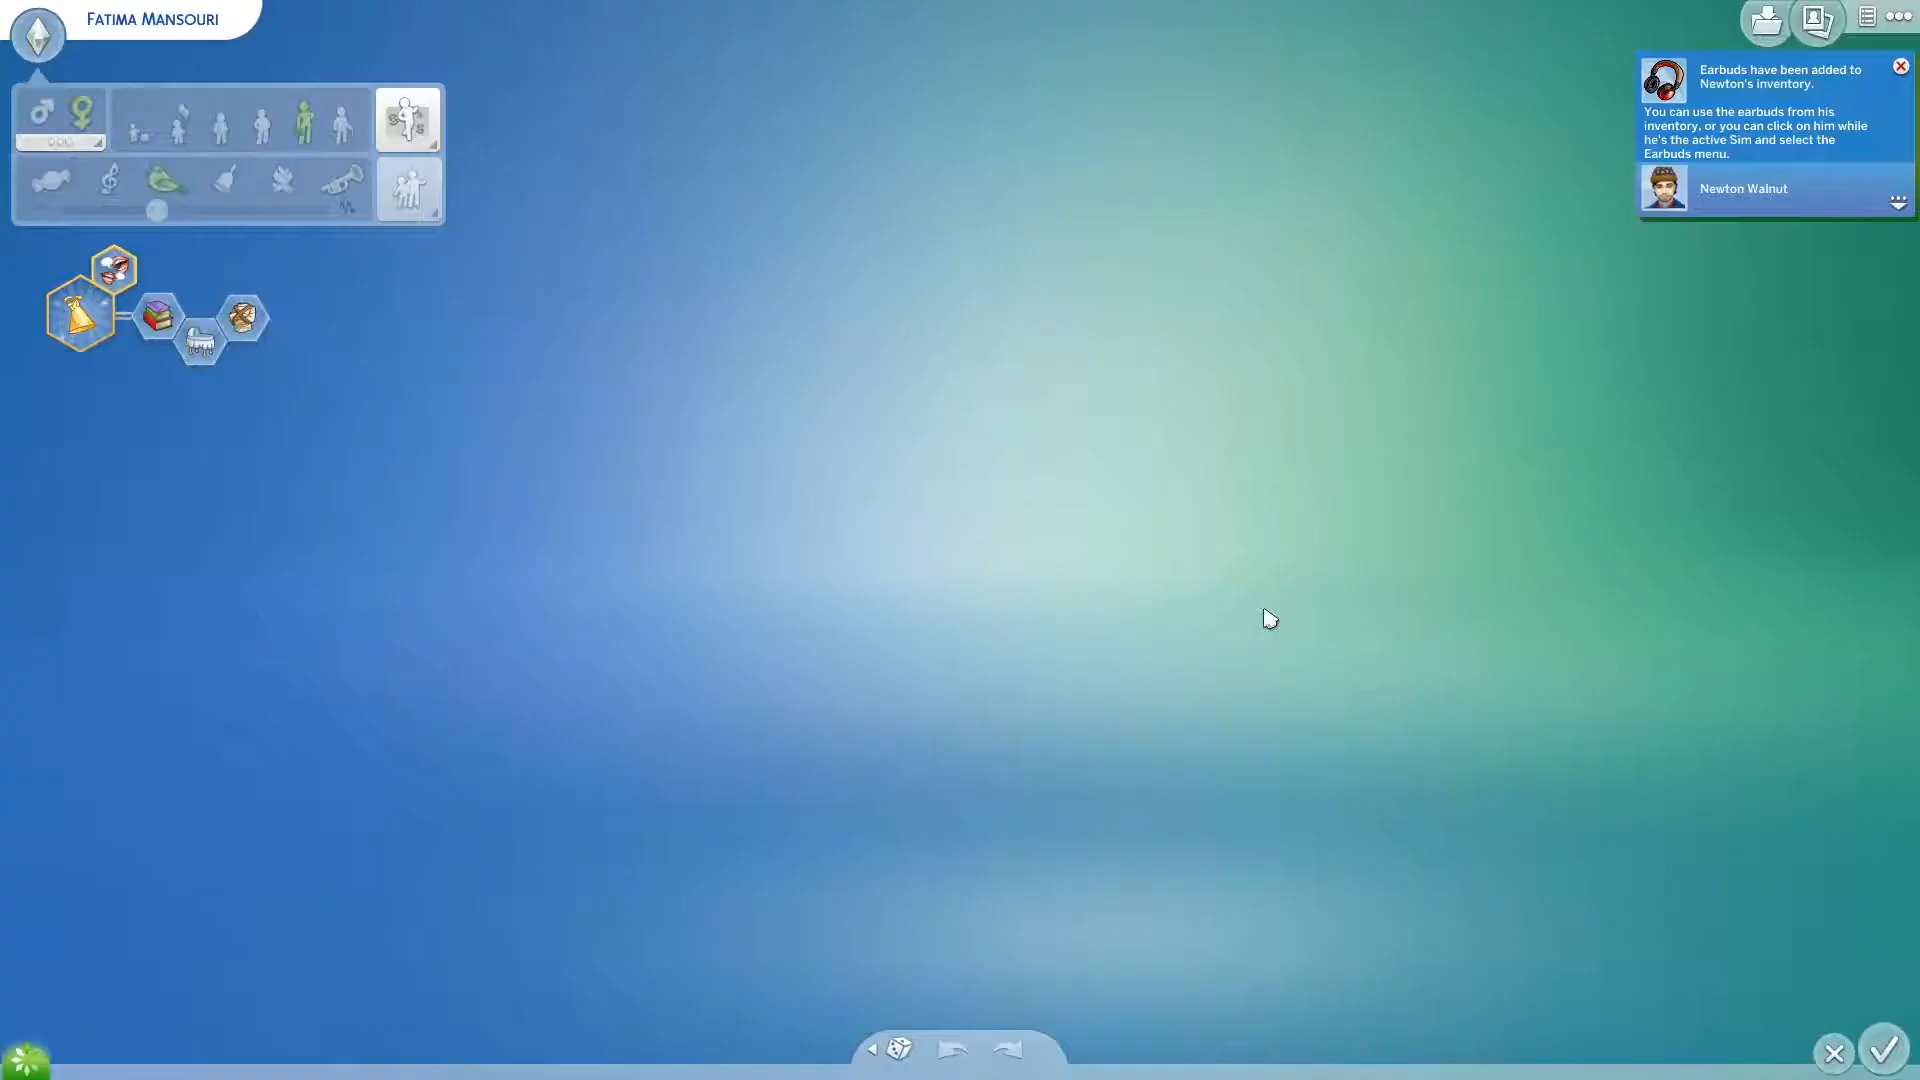 FATIMA MANSOURI
Earbuds have been added to
Newton's inventory.
You can use the earbuds from his
inventory, or you can click on him while
he's the active Sim and select the
Earbuds menu.
Newton Walnut